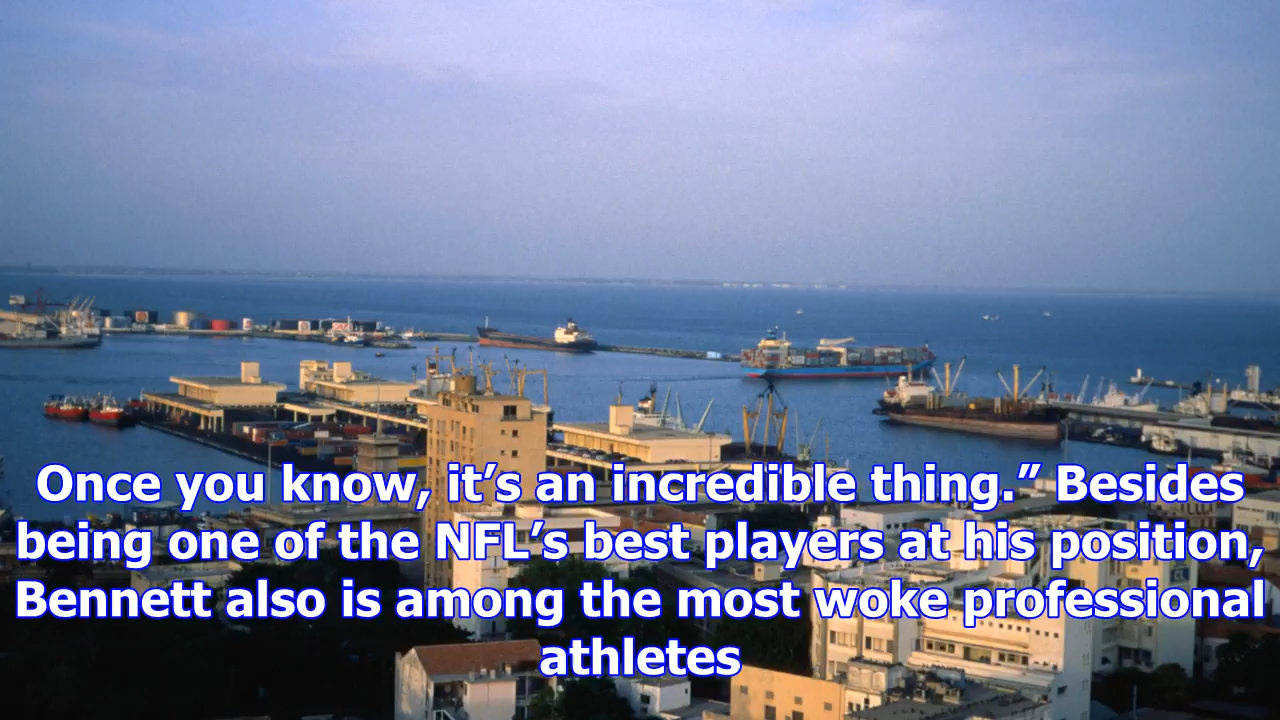 Once you know, it’s an incredible thing.” Besides
being one of the NFL’s best players at his position,
Bennett also is among the most woke professional
athletes